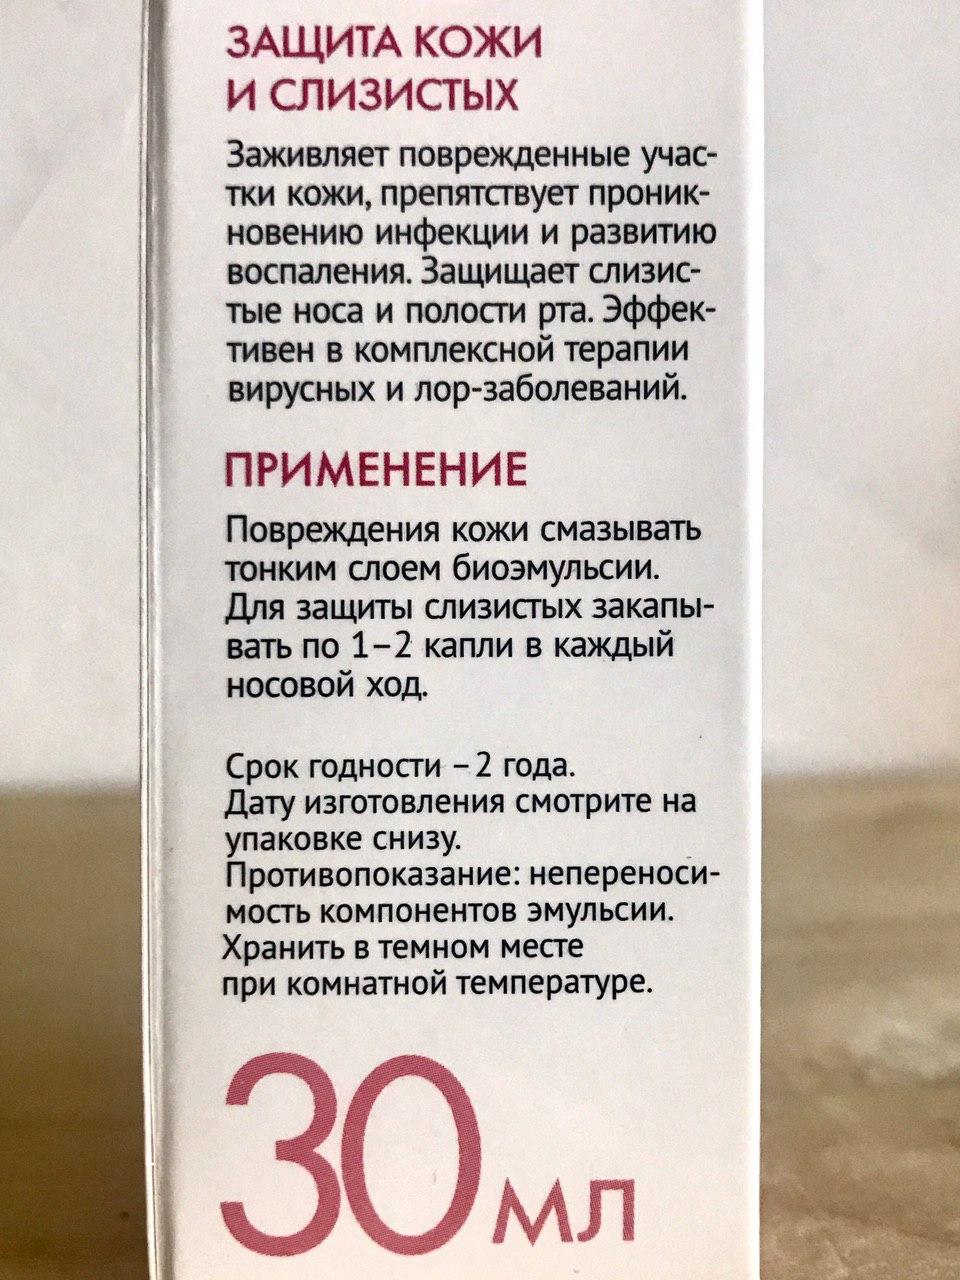 ЗАЩИТА КОЖИ
И СЛИЗИСТЫХ
Заживляет поврежденные учас-
тки кожи, препятствует проник-
новению инфекции и развитию
воспаления. Защищает слизис-
тые носа и полости рта. Эффек-
тивен в комплексной терапии
вирусных и лор-заболеваний.
ПРИМЕНЕНИЕ
Повреждения кожи смазывать
тонким слоем биоэмульсии.
Для защиты слизистых закапы-
вать по 1–2 капли в каждый
носовой ход.
Срок годности – 2 года.
Дату изготовления смотрите на
упаковке снизу.
Противопоказание: непереноси-
мость компонентов эмульсии.
Хранить в темном месте
при комнатной температуре.
30 мл